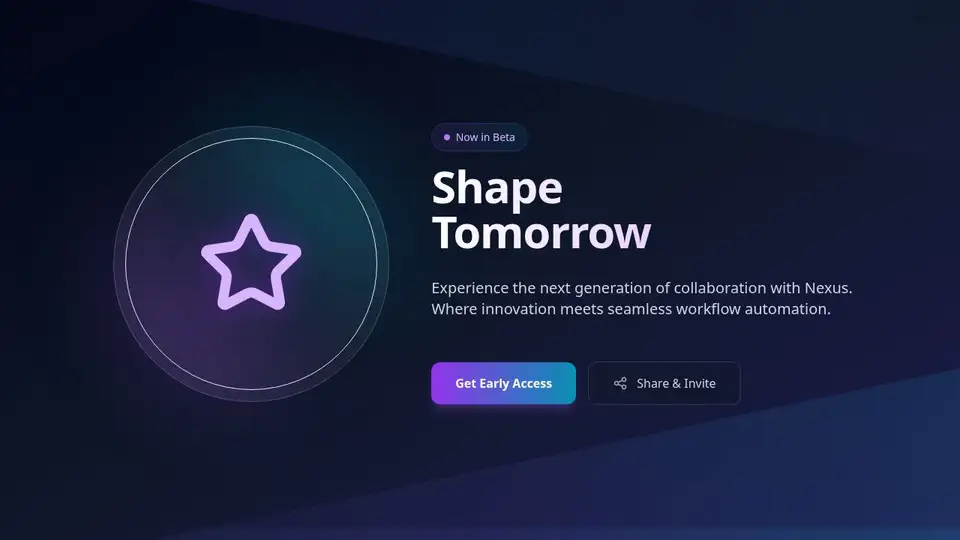 Now in Beta
Shape
Tomorrow
Experience the next generation of collaboration with Nexus.
Where innovation meets seamless workflow automation.
Get Early Access
Share & Invite